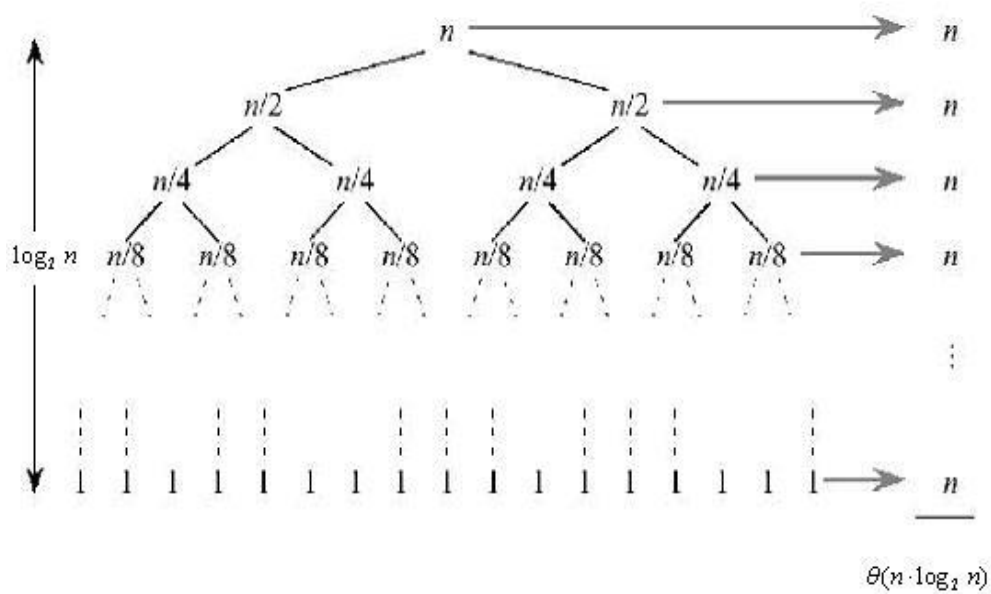 n n
n/2 n/2 n
n/4 n/4 n/4 n/4 n
log₂ n n/8 n/8 n/8 n/8 n/8 n/8 n/8 n/8 n
⋮
1 1 1 1 1 1 1 1 1 1 1 1 1 1 1 1 1 n
θ(n·log₂ n)